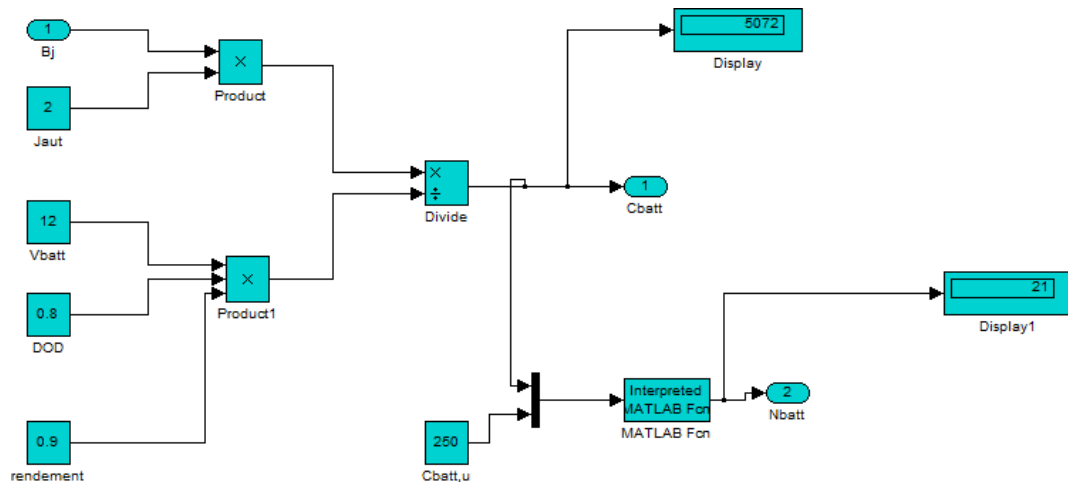 1
Bj
2
Jaut
×
Product
5072
Display
×
÷
Divide
1
Cbatt
12
Vbatt
0.8
DOD
×
Product1
0.9
rendement
250
Cbatt,u
Interpreted
MATLAB Fcn
MATLAB Fcn
21
Display1
2
Nbatt